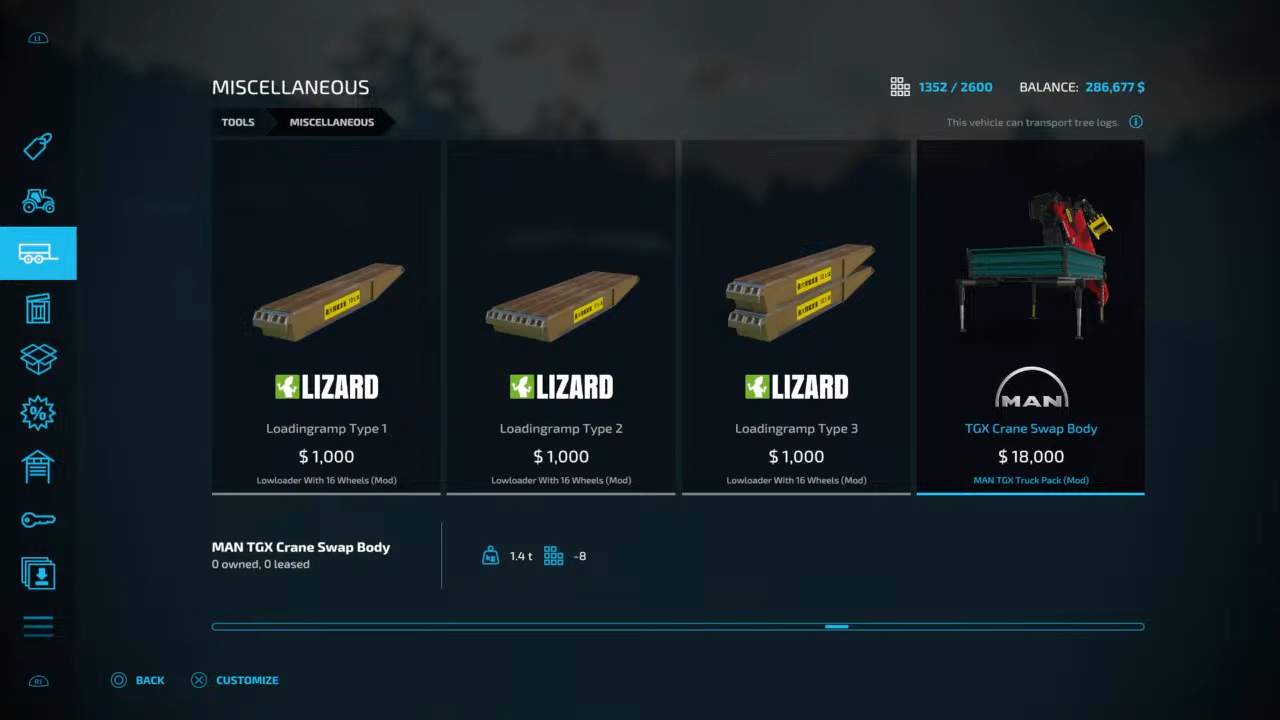 L1
MISCELLANEOUS
1352 / 2600
BALANCE: 286,677 $
TOOLS
MISCELLANEOUS
This vehicle can transport tree logs.
LIZARD
Loadingramp Type 1
$ 1,000
Lowloader With 16 Wheels (Mod)
LIZARD
Loadingramp Type 2
$ 1,000
Lowloader With 16 Wheels (Mod)
LIZARD
Loadingramp Type 3
$ 1,000
Lowloader With 16 Wheels (Mod)
MAN
TGX Crane Swap Body
$ 18,000
MAN TGX Truck Pack (Mod)
MAN TGX Crane Swap Body
0 owned, 0 leased
kg
1.4 t
-8
%
R1
BACK
CUSTOMIZE